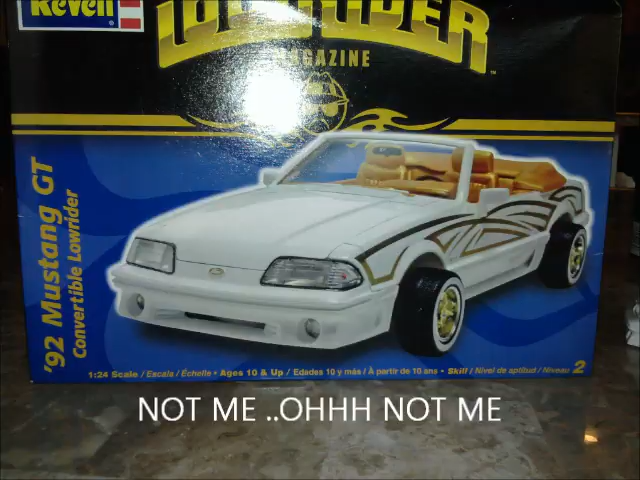 Revell
LOWRIDER
MAGAZINE
'92 Mustang GT
Convertible Lowrider
1:24 Scale / Escala / Échelle • Ages 10 & Up / Edades 10 y más / À partir de 10 ans • Skill / Nivel de aptitud / Niveau 2
NOT ME ..OHHH NOT ME